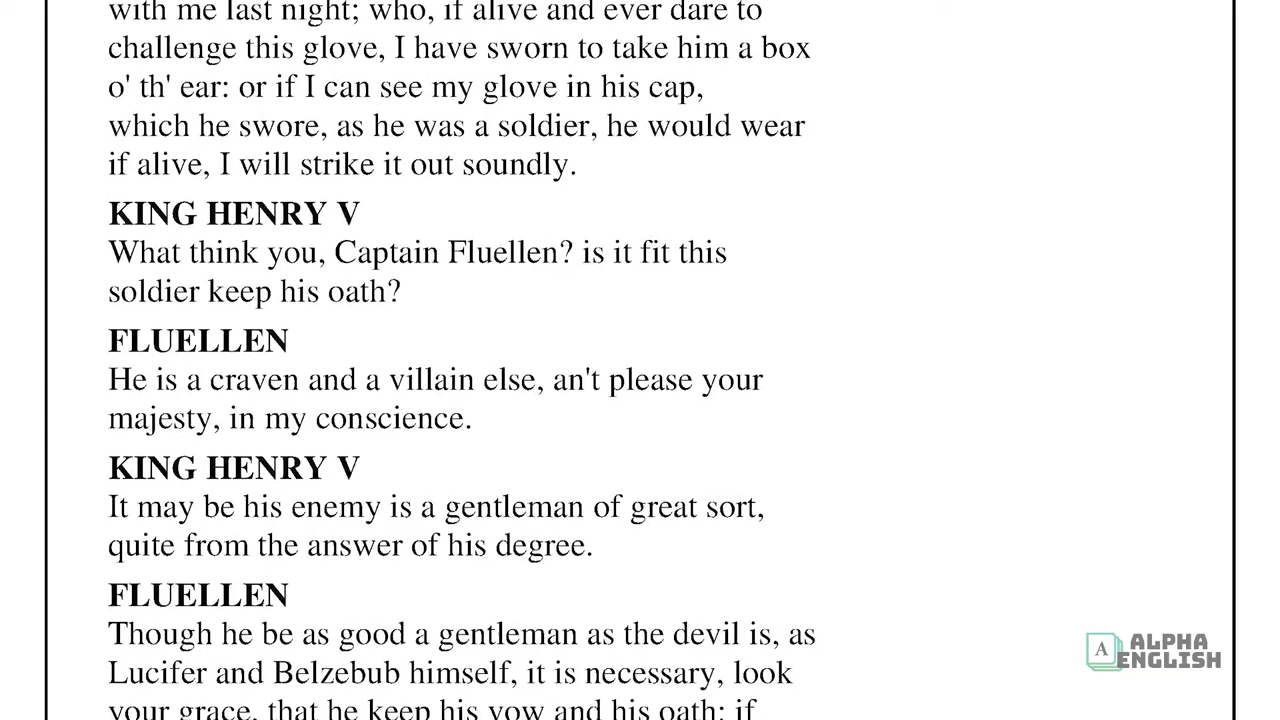 with me last night; who, if alive and ever dare to
challenge this glove, I have sworn to take him a box
o' th' ear: or if I can see my glove in his cap,
which he swore, as he was a soldier, he would wear
if alive, I will strike it out soundly.
KING HENRY V
What think you, Captain Fluellen? is it fit this
soldier keep his oath?
FLUELLEN
He is a craven and a villain else, an't please your
majesty, in my conscience.
KING HENRY V
It may be his enemy is a gentleman of great sort,
quite from the answer of his degree.
FLUELLEN
Though he be as good a gentleman as the devil is, as
Lucifer and Belzebub himself, it is necessary, look
your grace, that he keep his vow and his oath: if
A ALPHA
ENGLISH